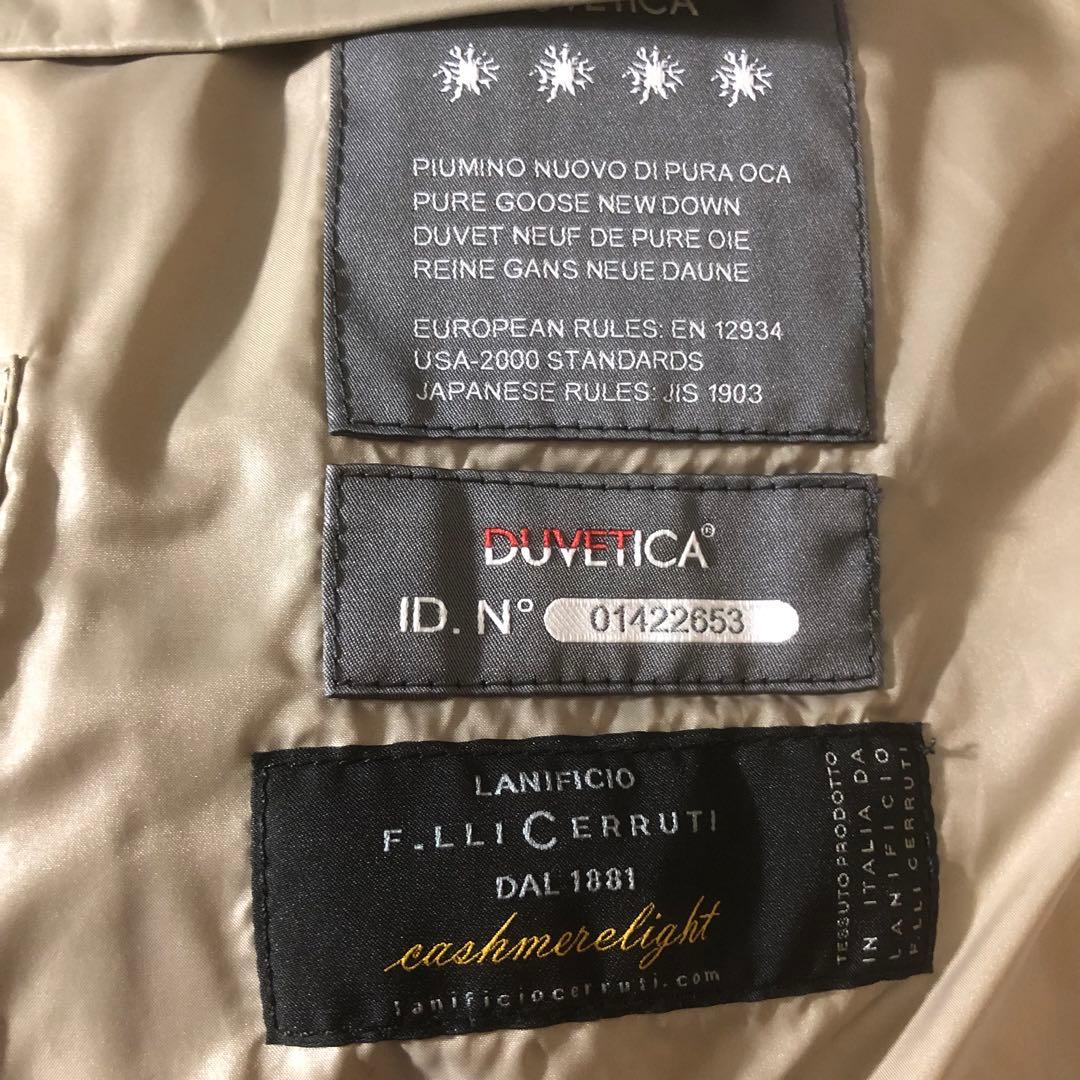 DUVETICA
PIUMINO NUOVO DI PURA OCA
PURE GOOSE NEW DOWN
DUVET NEUF DE PURE OIE
REINE GANS NEUE DAUNE
EUROPEAN RULES: EN 12934
USA-2000 STANDARDS
JAPANESE RULES: JIS 1903
DUVETICA®
ID. N° 01422653
LANIFICIO
F.LLI CERRUTI
DAL 1881
cashmerelight
lanificiocerruti.com
TESSUTO PRODOTTO
IN ITALIA DA
LANIFICIO
F.LLI CERRUTI